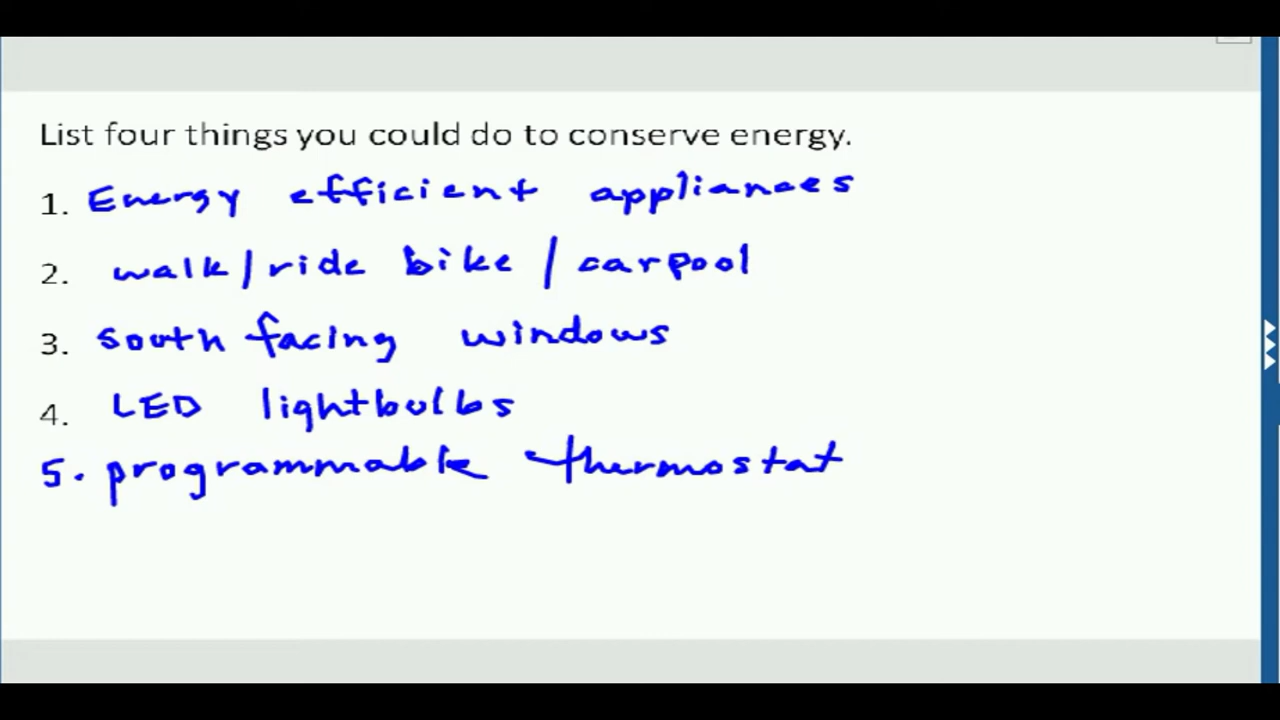 List four things you could do to conserve energy.
1. Energy efficient appliances
2. walk/ride bike/carpool
3. south facing windows
4. LED lightbulbs
5. programmable thermostat